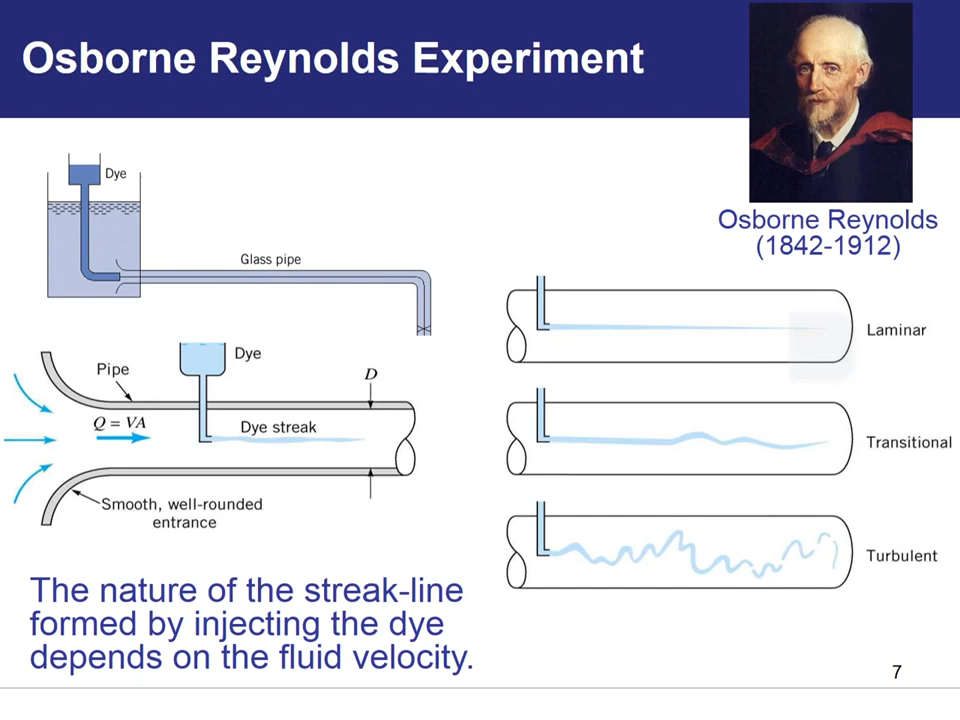 Osborne Reynolds Experiment
Osborne Reynolds
(1842-1912)
Dye
Glass pipe
Pipe
Dye
D
Q = VA
Dye streak
Smooth, well-rounded
entrance
Laminar
Transitional
Turbulent
The nature of the streak-line
formed by injecting the dye
depends on the fluid velocity.
7